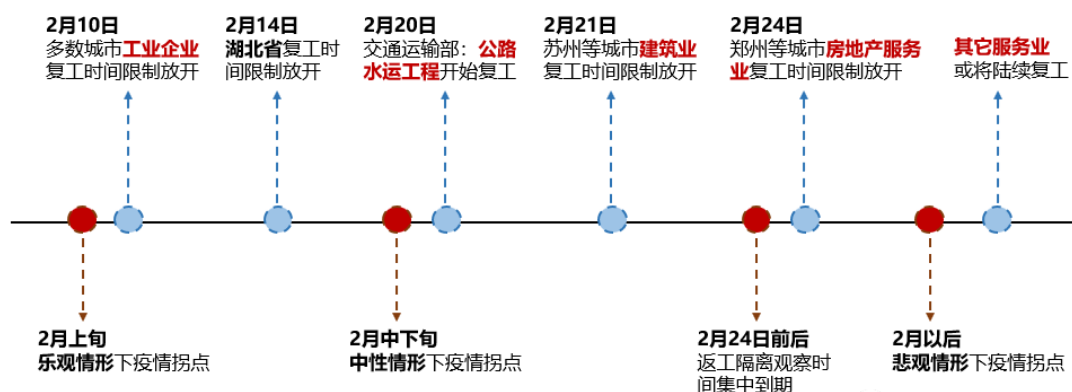 2月10日
多数城市工业企业
复工时间限制放开
2月14日
湖北省复工时
间限制放开
2月20日
交通运输部：公路
水运工程开始复工
2月21日
苏州等城市建筑业
复工时间限制放开
2月24日
郑州等城市房地产服务
业复工时间限制放开
其它服务业
或将陆续复工
2月上旬
乐观情形下疫情拐点
2月中下旬
中性情形下疫情拐点
2月24日前后
返工隔离观察时
间集中到期
2月以后
悲观情形下疫情拐点